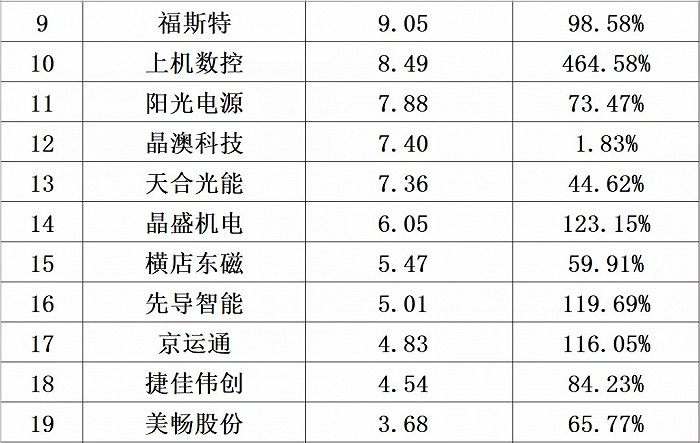 9 福斯特 9.05 98.58%
10 上机数控 8.49 464.58%
11 阳光电源 7.88 73.47%
12 晶澳科技 7.40 1.83%
13 天合光能 7.36 44.62%
14 晶盛机电 6.05 123.15%
15 横店东磁 5.47 59.91%
16 先导智能 5.01 119.69%
17 京运通 4.83 116.05%
18 捷佳伟创 4.54 84.23%
19 美畅股份 3.68 65.77%